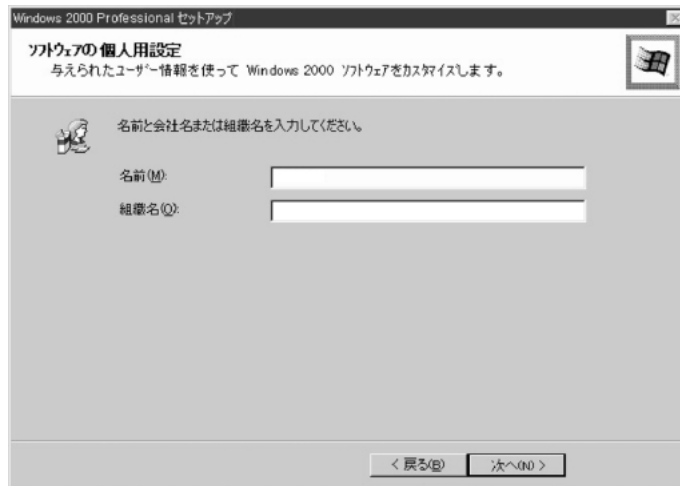 Windows 2000 Professional セットアップ
ソフトウェアの個人用設定
与えられたユーザー情報を使って Windows 2000 ソフトウェアをカスタマイズします。
名前と会社名または組織名を入力してください。
名前(M):
組織名(O):
< 戻る(B)
次へ(N) >